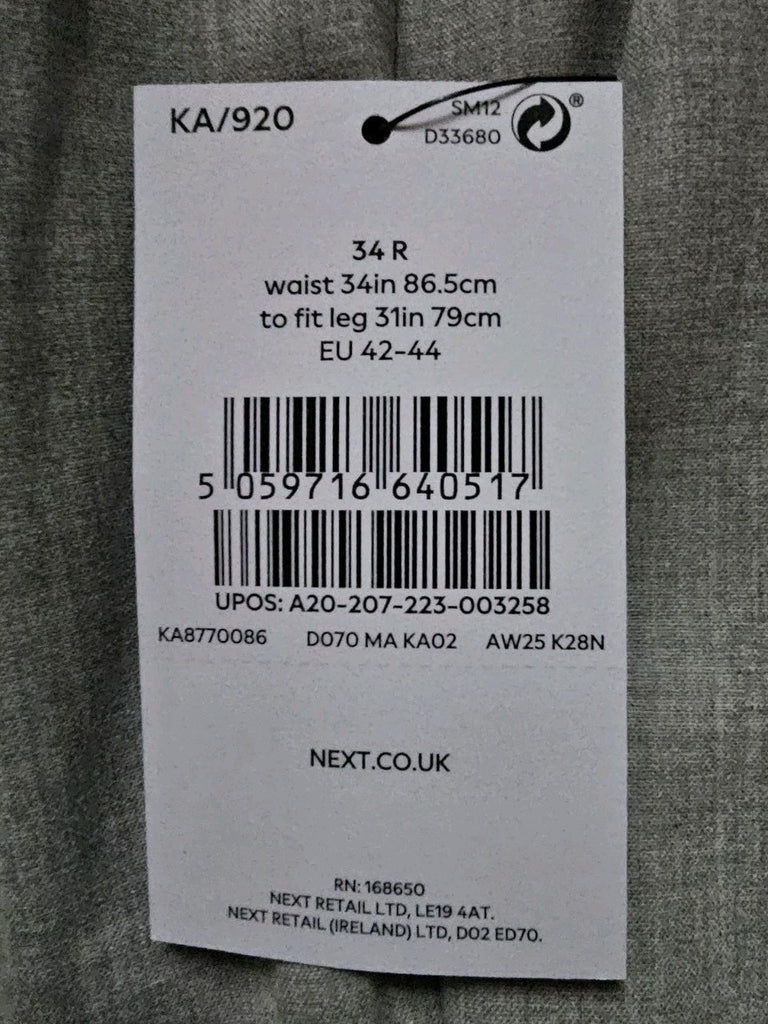 KA/920
SM12
D33680
®
34 R
waist 34in 86.5cm
to fit leg 31in 79cm
EU 42-44
5 059716 640517
UPOS: A20-207-223-003258
KA8770086 D070 MA KA02 AW25 K28N
NEXT.CO.UK
RN: 168650
NEXT RETAIL LTD, LE19 4AT.
NEXT RETAIL (IRELAND) LTD, D02 ED70.